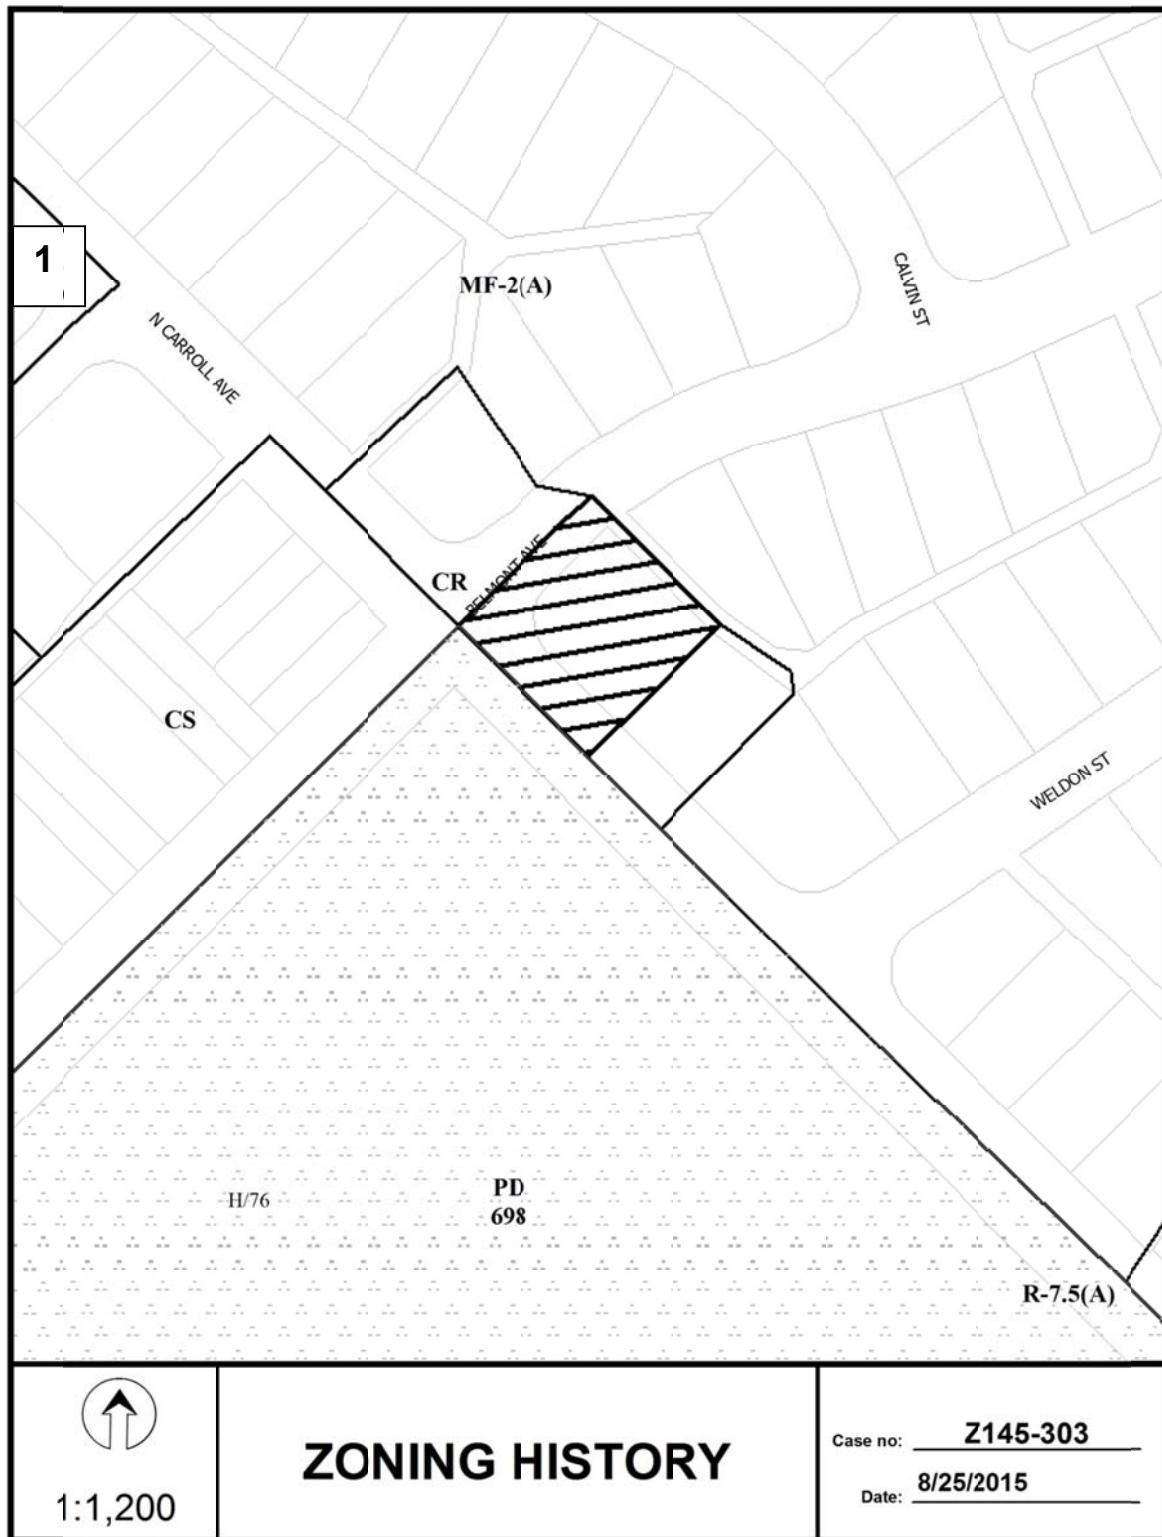 1
MF-2(A)
CALVIN ST
N CARROLL AVE
BELMONT AVE
CR
CS
WELDON ST
H/76
PD
698
R-7.5(A)
1:1,200
ZONING HISTORY
Case no: Z145-303
Date: 8/25/2015